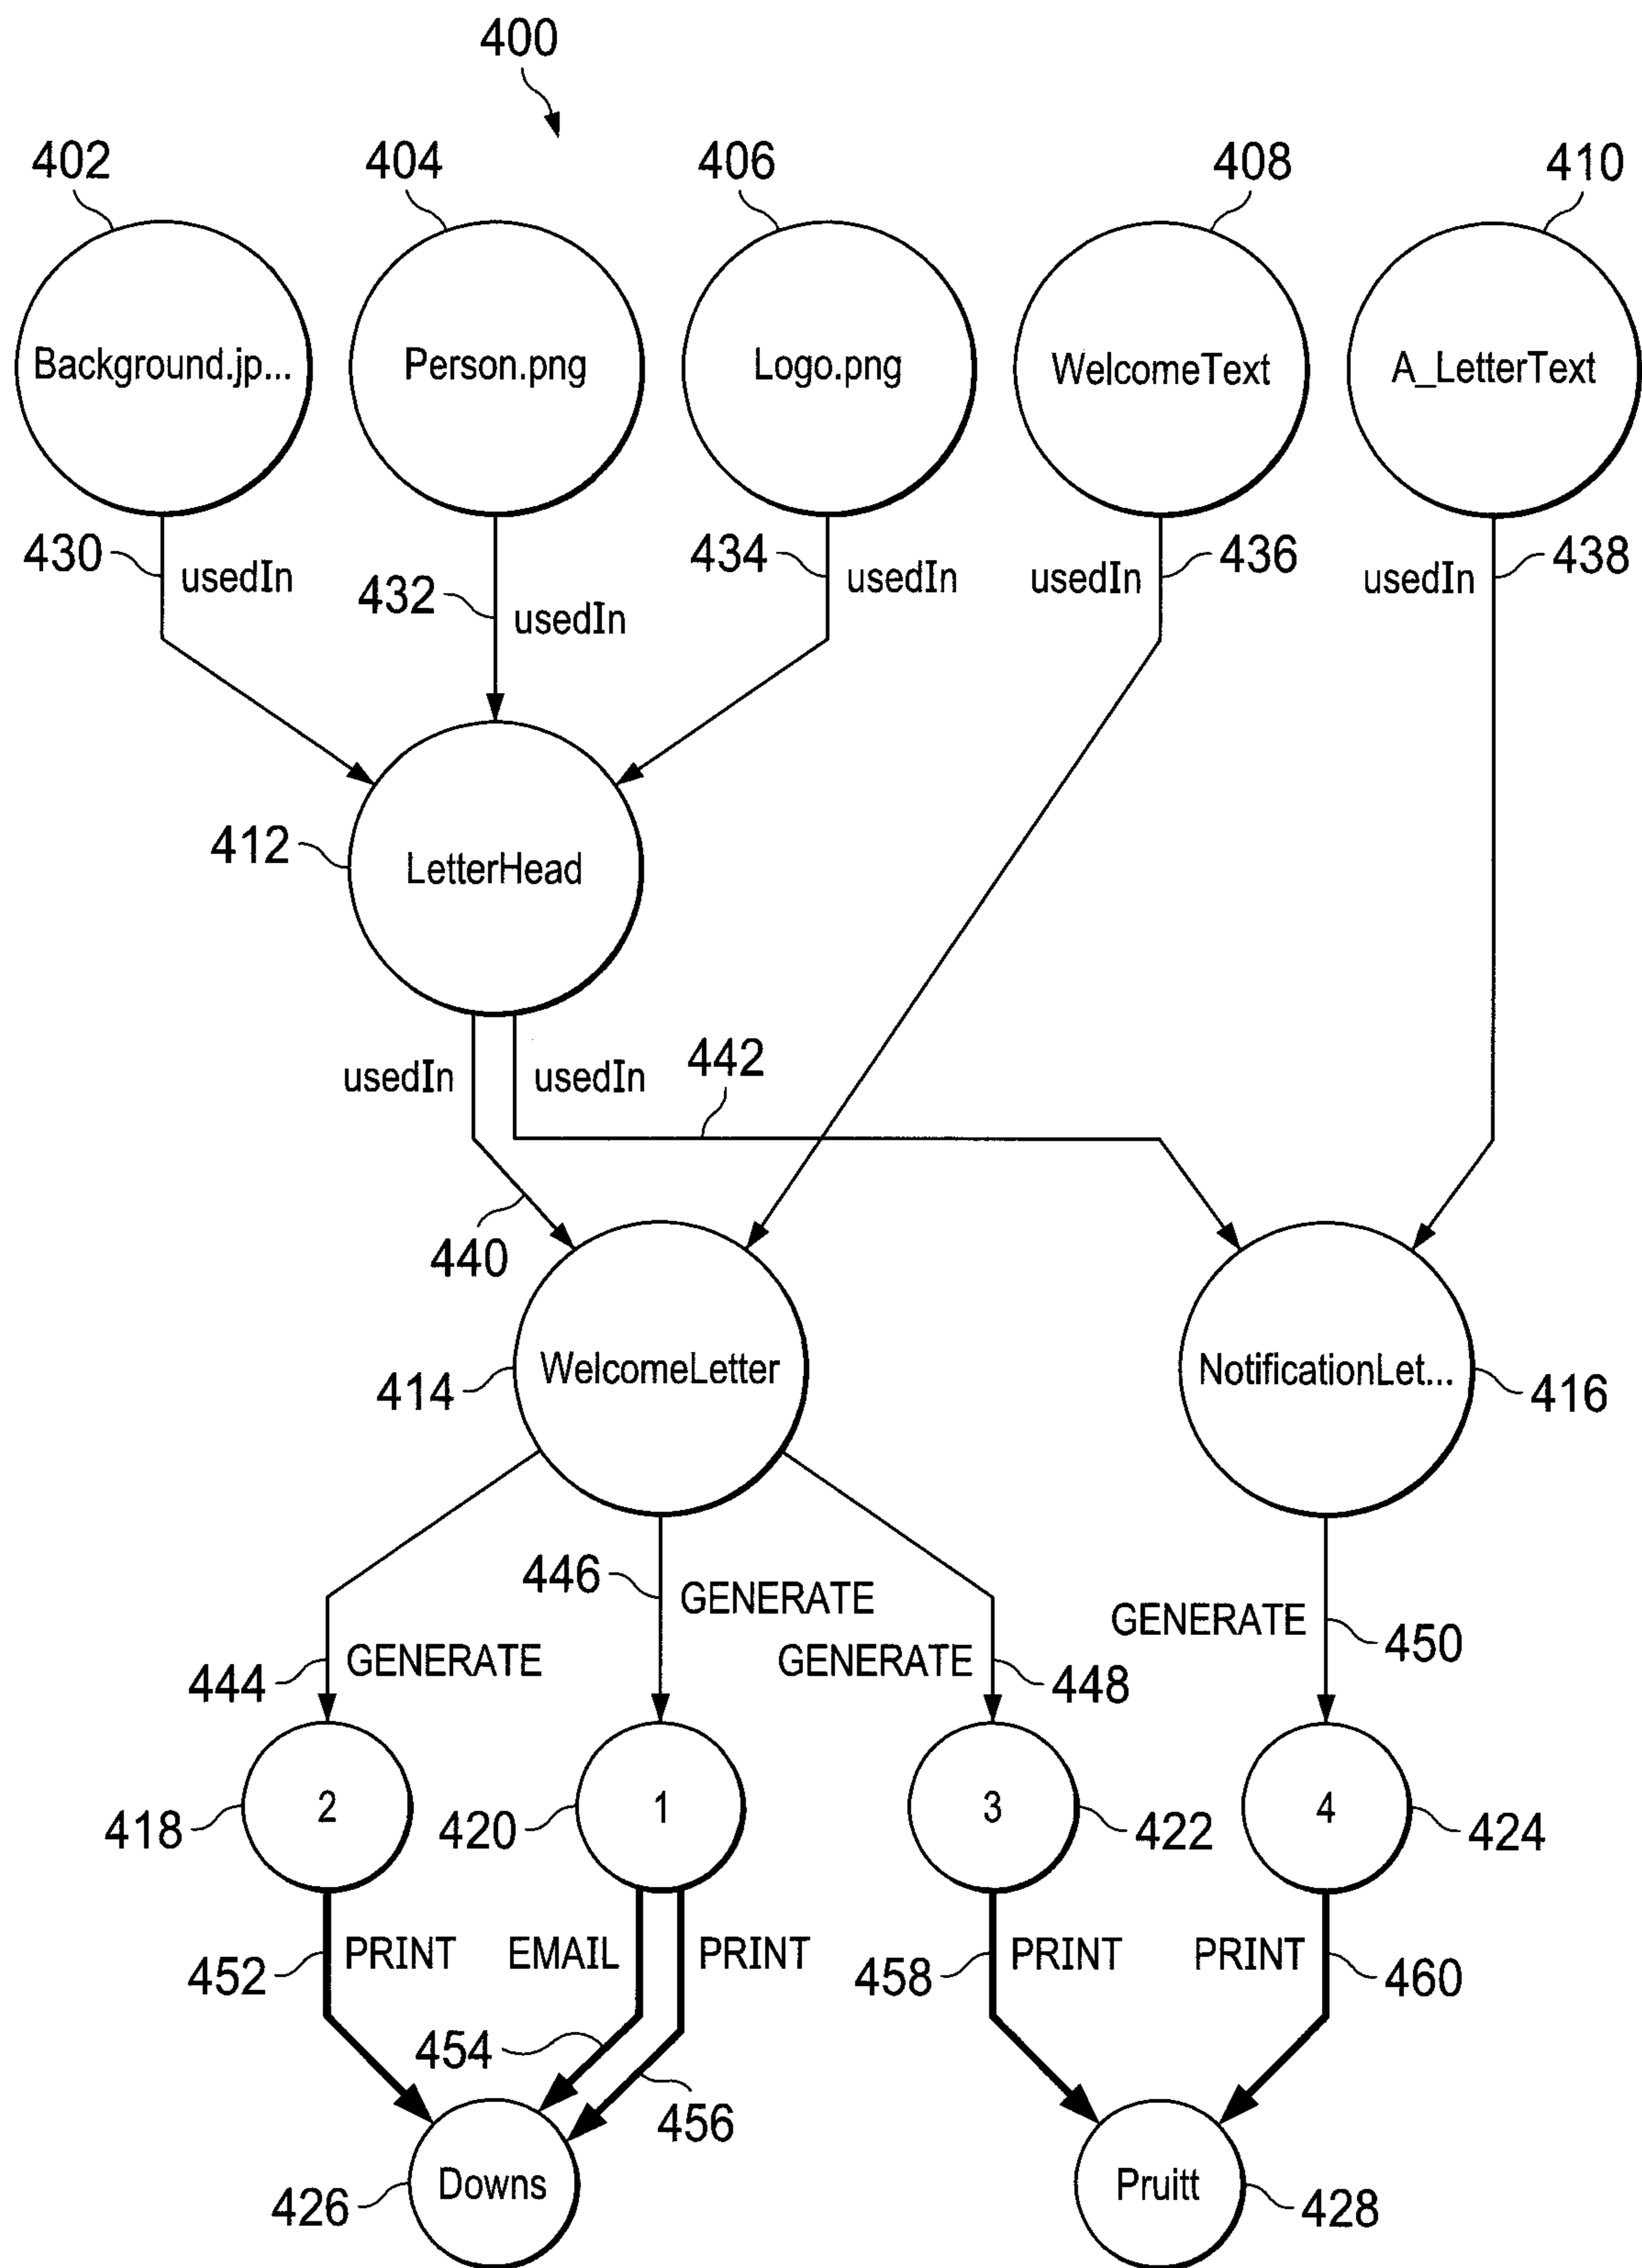 400
402
404
406
408
410
Background.jp...
Person.png
Logo.png
WelcomeText
A_LetterText
430
usedIn
432
usedIn
434
usedIn
usedIn
436
usedIn
438
412
LetterHead
usedIn
usedIn
442
440
414
WelcomeLetter
NotificationLet...
416
446
GENERATE
444
GENERATE
GENERATE
448
GENERATE
450
418
2
420
1
3
422
4
424
452
PRINT
EMAIL
PRINT
458
PRINT
PRINT
460
454
456
426
Downs
Pruitt
428